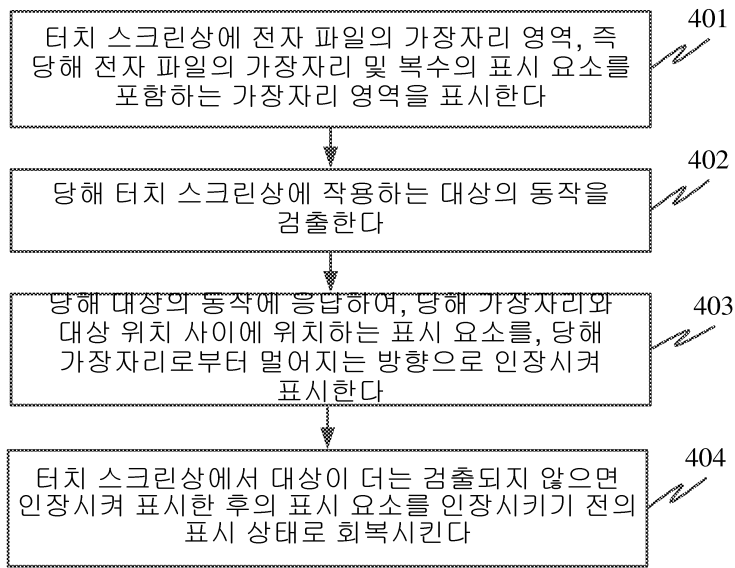 401
터치 스크린상에 전자 파일의 가장자리 영역, 즉
당해 전자 파일의 가장자리 및 복수의 표시 요소를
포함하는 가장자리 영역을 표시한다
402
당해 터치 스크린상에 작용하는 대상의 동작을
검출한다
403
당해 대상의 동작에 응답하여, 당해 가장자리와
대상 위치 사이에 위치하는 표시 요소를, 당해
가장자리로부터 멀어지는 방향으로 인장시켜
표시한다
404
터치 스크린상에서 대상이 더는 검출되지 않으면
인장시켜 표시한 후의 표시 요소를 인장시키기 전의
표시 상태로 회복시킨다